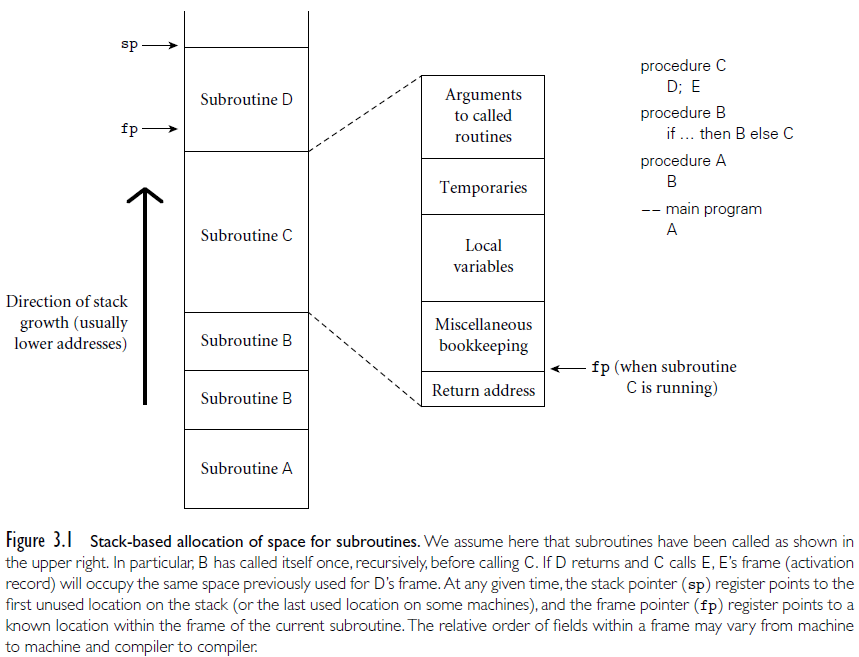 sp
fp
Subroutine D
Subroutine C
Subroutine B
Subroutine B
Subroutine A
Direction of stack
growth (usually
lower addresses)
Arguments
to called
routines
Temporaries
Local
variables
Miscellaneous
bookkeeping
Return address
fp (when subroutine
C is running)
procedure C
D; E
procedure B
if … then B else C
procedure A
B
−− main program
A
Figure 3.1 Stack-based allocation of space for subroutines. We assume here that subroutines have been called as shown in
the upper right. In particular, B has called itself once, recursively, before calling C. If D returns and C calls E, E’s frame (activation
record) will occupy the same space previously used for D’s frame. At any given time, the stack pointer (sp) register points to the
first unused location on the stack (or the last used location on some machines), and the frame pointer (fp) register points to a
known location within the frame of the current subroutine. The relative order of fields within a frame may vary from machine
to machine and compiler to compiler.